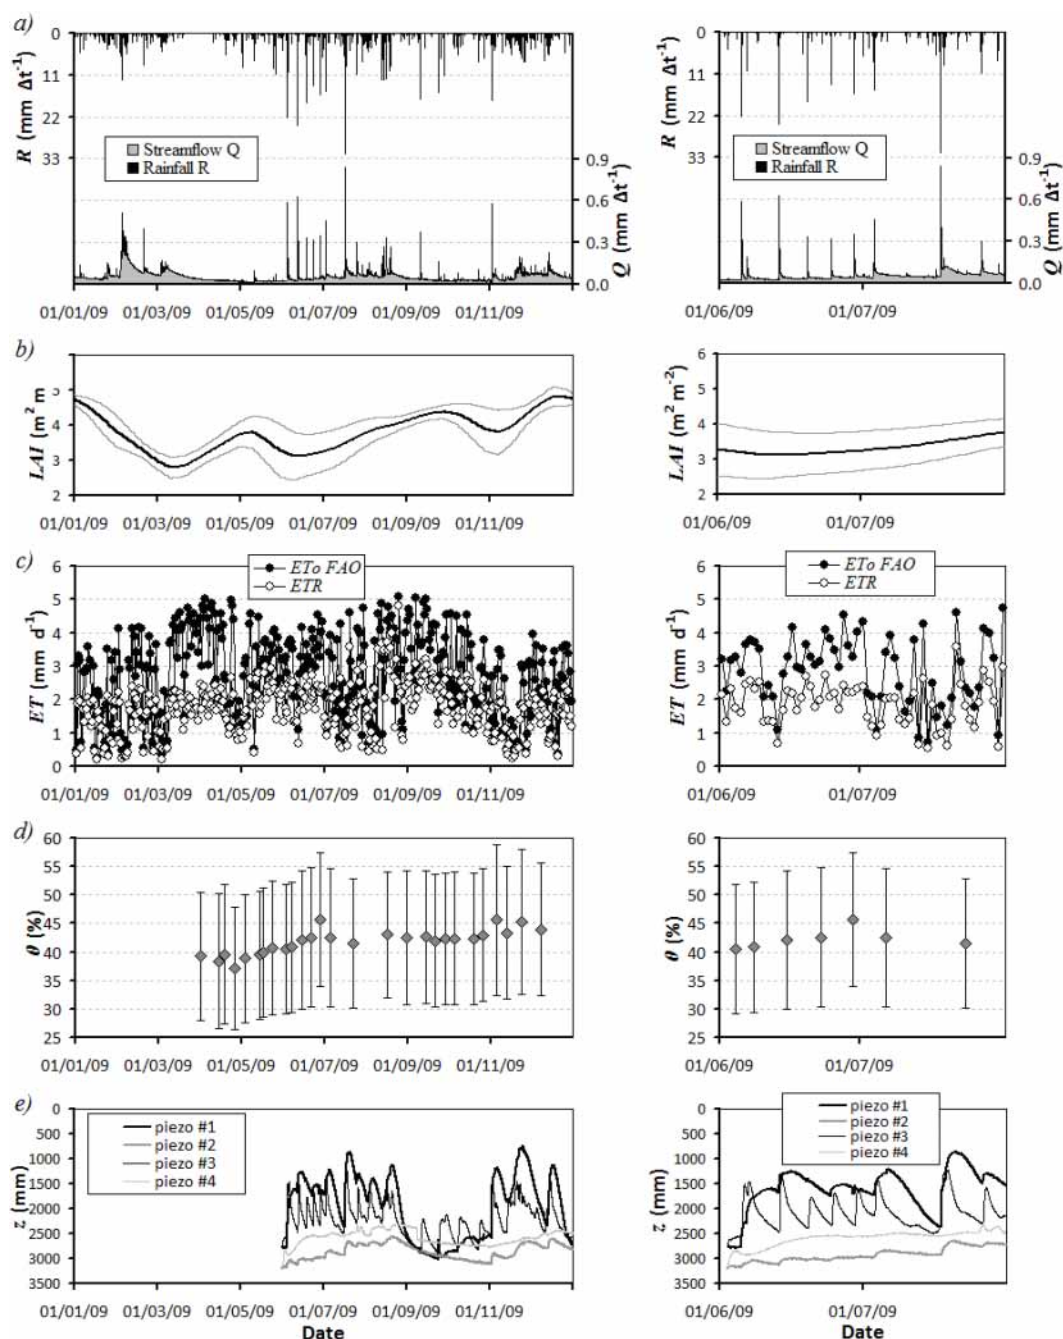 a)
R (mm Δt⁻¹)
0
11
22
33
Streamflow Q
Rainfall R
0.9
0.6
0.3
0.0
Q (mm Δt⁻¹)
01/01/09 01/03/09 01/05/09 01/07/09 01/09/09 01/11/09
R (mm Δt⁻¹)
0
11
22
33
Streamflow Q
Rainfall R
0.9
0.6
0.3
0.0
Q (mm Δt⁻¹)
01/06/09 01/07/09
b)
LAI (m² m
5
4
3
2
01/01/09 01/03/09 01/05/09 01/07/09 01/09/09 01/11/09
LAI (m² m⁻²)
6
5
4
3
2
01/06/09 01/07/09
c)
ET (mm d⁻¹)
ETo FAO
ETR
6
5
4
3
2
1
0
01/01/09 01/03/09 01/05/09 01/07/09 01/09/09 01/11/09
ET (mm d⁻¹)
ETo FAO
ETR
6
5
4
3
2
1
0
01/06/09 01/07/09
d)
θ (%)
60
55
50
45
40
35
30
25
01/01/09 01/03/09 01/05/09 01/07/09 01/09/09 01/11/09
θ (%)
60
55
50
45
40
35
30
25
01/06/09 01/07/09
e)
z (mm)
0
500
1000
1500
2000
2500
3000
3500
piezo #1
piezo #2
piezo #3
piezo #4
01/01/09 01/03/09 01/05/09 01/07/09 01/09/09 01/11/09
Date
z (mm)
0
500
1000
1500
2000
2500
3000
3500
piezo #1
piezo #2
piezo #3
piezo #4
01/06/09 01/07/09
Date